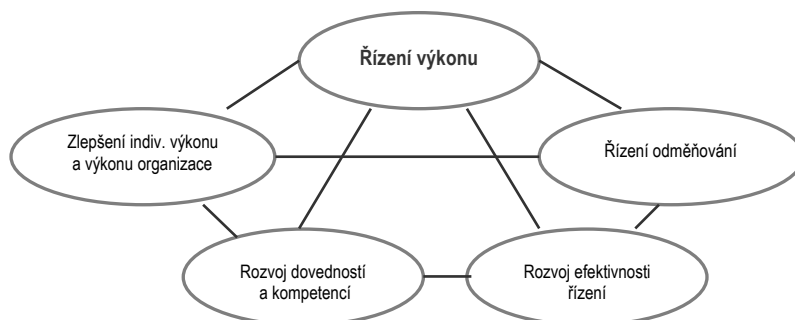 Řízení výkonu
Zlepšení indiv. výkonu
a výkonu organizace
Řízení odměňování
Rozvoj dovedností
a kompetencí
Rozvoj efektivnosti
řízení